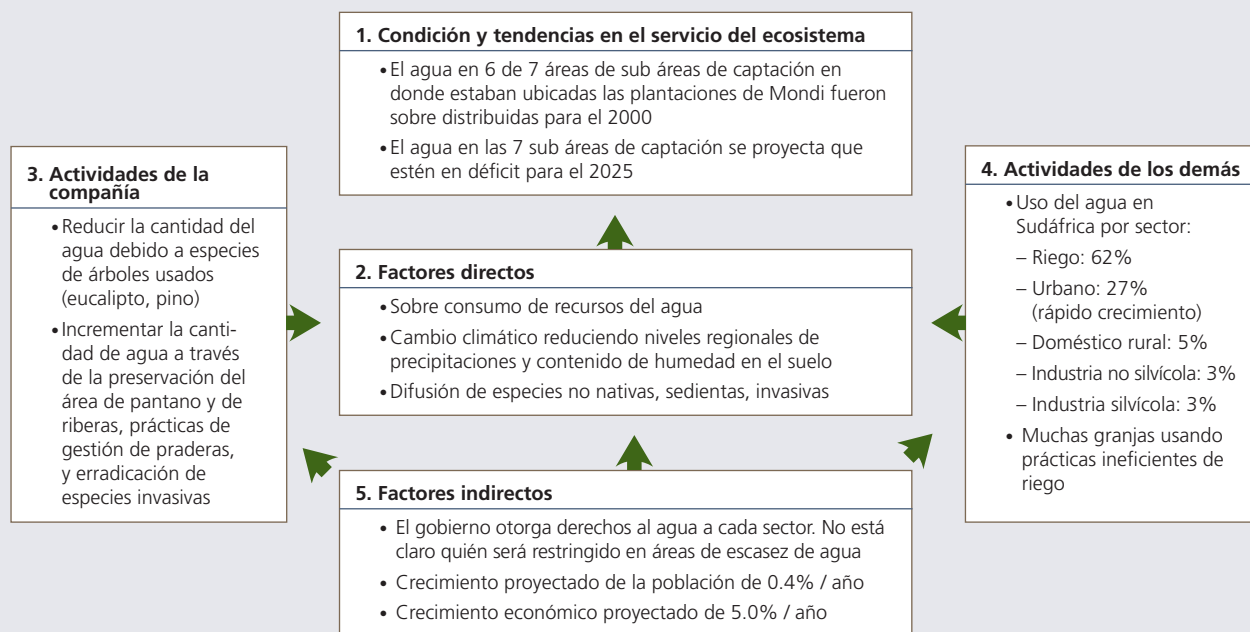 1. Condición y tendencias en el servicio del ecosistema
•El agua en 6 de 7 áreas de sub áreas de captación en
donde estaban ubicadas las plantaciones de Mondi fueron
sobre distribuidas para el 2000
•El agua en las 7 sub áreas de captación se proyecta que
estén en déficit para el 2025
2. Factores directos
•Sobre consumo de recursos del agua
•Cambio climático reduciendo niveles regionales de
precipitaciones y contenido de humedad en el suelo
•Difusión de especies no nativas, sedientas, invasivas
3. Actividades de la
compañía
•Reducir la cantidad del
agua debido a especies
de árboles usados
(eucalipto, pino)
•Incrementar la canti-
dad de agua a través
de la preservación del
área de pantano y de
riberas, prácticas de
gestión de praderas,
y erradicación de
especies invasivas
4. Actividades de los demás
•Uso del agua en
Sudáfrica por sector:
– Riego: 62%
– Urbano: 27%
(rápido crecimiento)
– Doméstico rural: 5%
– Industria no silvícola: 3%
– Industria silvícola: 3%
• Muchas granjas usando
prácticas ineficientes de
riego
5. Factores indirectos
• El gobierno otorga derechos al agua a cada sector. No está
claro quién será restringido en áreas de escasez de agua
• Crecimiento proyectado de la población de 0.4% / año
• Crecimiento económico proyectado de 5.0% / año